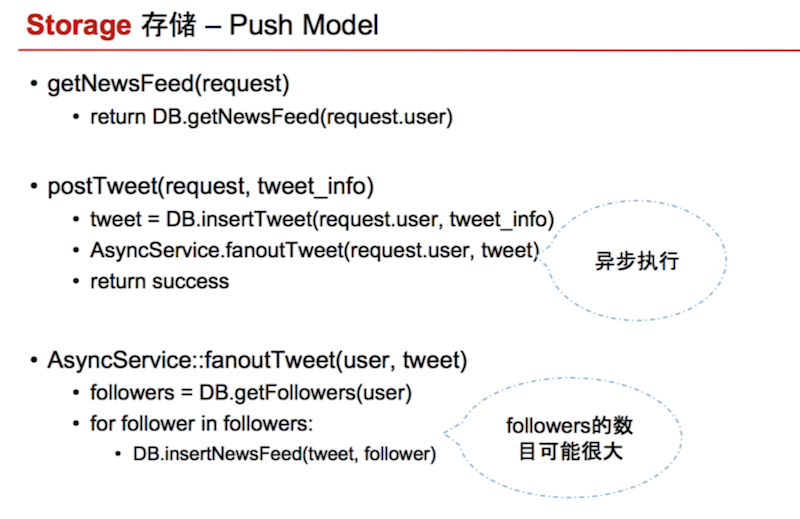 Storage 存储 – Push Model
• getNewsFeed(request)
• return DB.getNewsFeed(request.user)
• postTweet(request, tweet_info)
• tweet = DB.insertTweet(request.user, tweet_info)
• AsyncService.fanoutTweet(request.user, tweet)
异步执行
• return success
• AsyncService::fanoutTweet(user, tweet)
• followers = DB.getFollowers(user)
• for follower in followers:
• DB.insertNewsFeed(tweet, follower)
followers的数
目可能很大